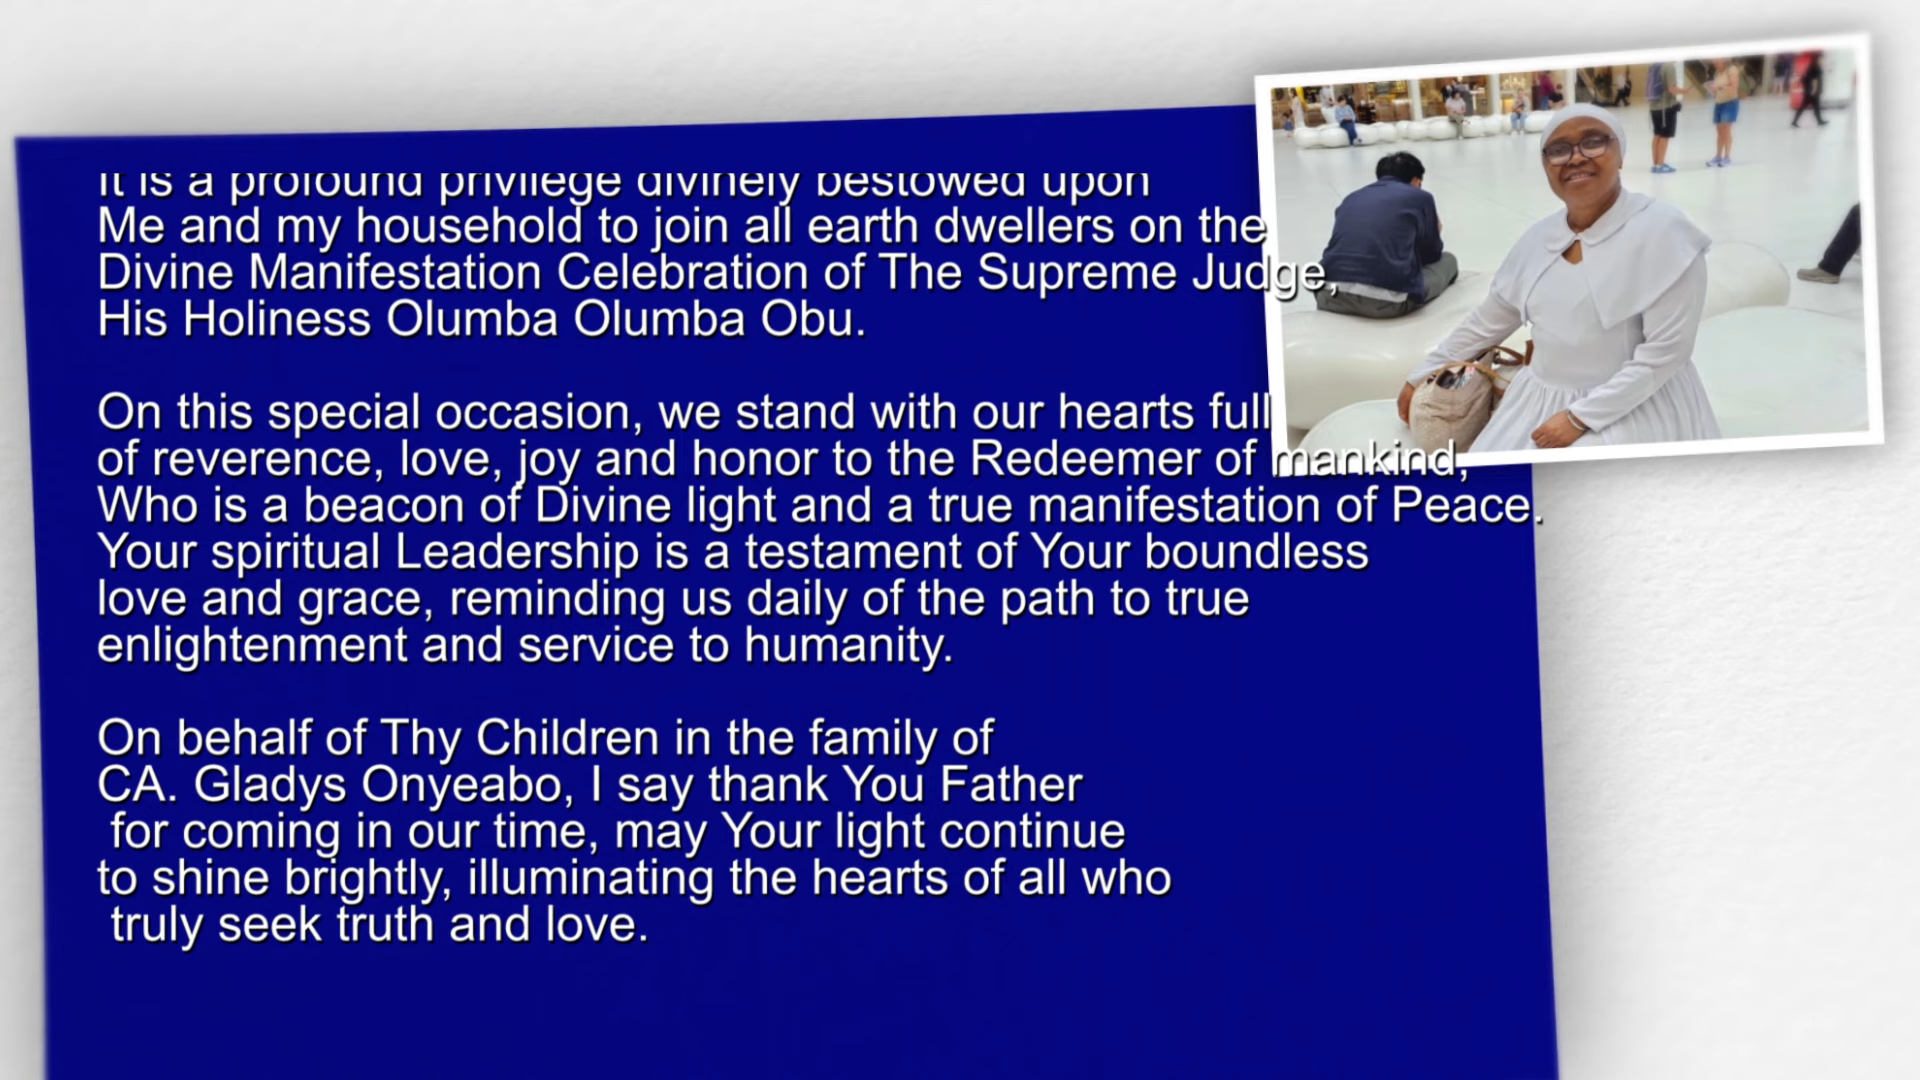 It is a profound privilege divinely bestowed upon
Me and my household to join all earth dwellers on the
Divine Manifestation Celebration of The Supreme Judge,
His Holiness Olumba Olumba Obu.
On this special occasion, we stand with our hearts full
of reverence, love, joy and honor to the Redeemer of mankind,
Who is a beacon of Divine light and a true manifestation of Peace.
Your spiritual Leadership is a testament of Your boundless
love and grace, reminding us daily of the path to true
enlightenment and service to humanity.
On behalf of Thy Children in the family of
CA. Gladys Onyeabo, I say thank You Father
for coming in our time, may Your light continue
to shine brightly, illuminating the hearts of all who
truly seek truth and love.